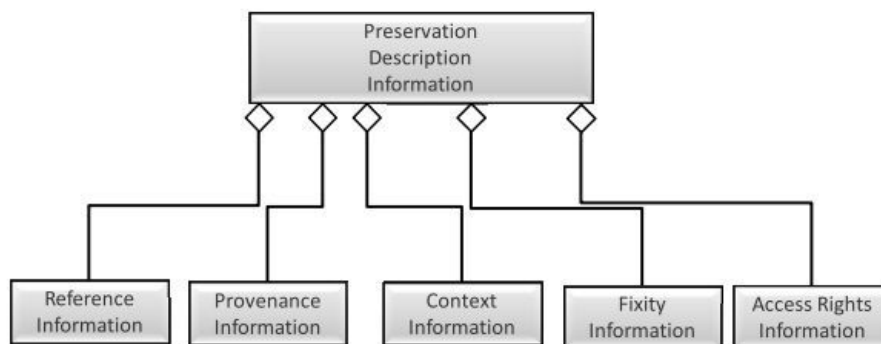 Preservation
Description
Information
Reference
Information
Provenance
Information
Context
Information
Fixity
Information
Access Rights
Information